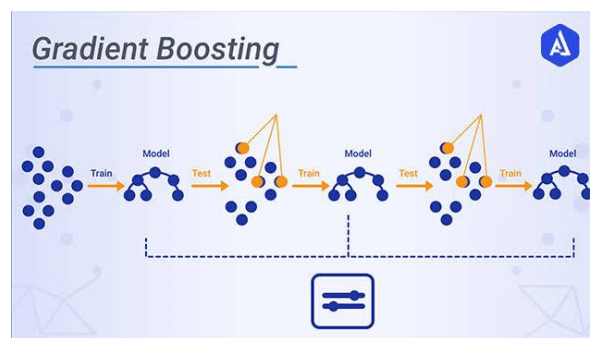 Gradient Boosting
Model
Model
Model
Train
Test
Train
Test
Train